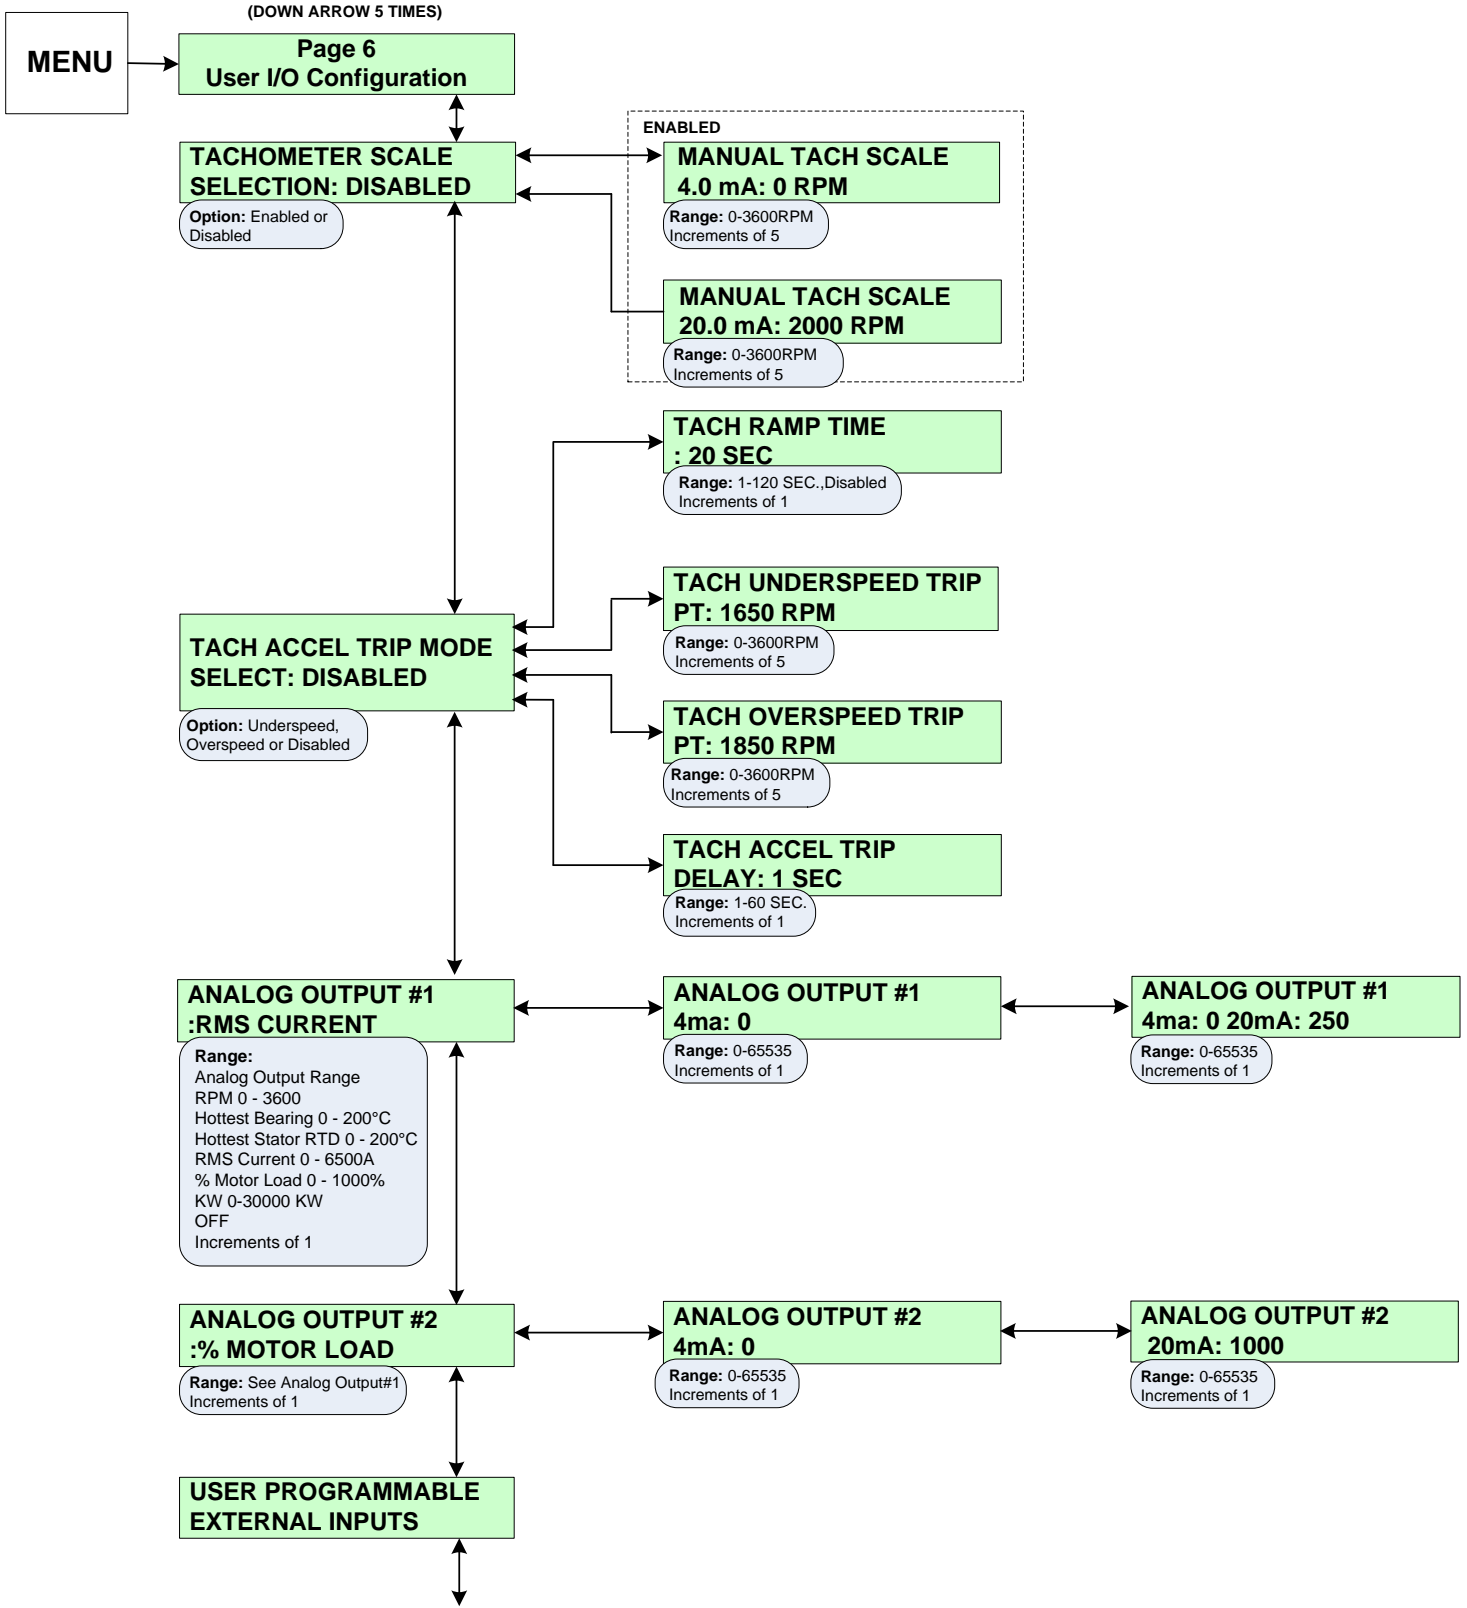 (DOWN ARROW 5 TIMES)
MENU
Page 6
User I/O Configuration
TACHOMETER SCALE
SELECTION: DISABLED
Option: Enabled or
Disabled
ENABLED
MANUAL TACH SCALE
4.0 mA: 0 RPM
Range: 0-3600RPM
Increments of 5
MANUAL TACH SCALE
20.0 mA: 2000 RPM
Range: 0-3600RPM
Increments of 5
TACH RAMP TIME
: 20 SEC
Range: 1-120 SEC.,Disabled
Increments of 1
TACH ACCEL TRIP MODE
SELECT: DISABLED
Option: Underspeed,
Overspeed or Disabled
TACH UNDERSPEED TRIP
PT: 1650 RPM
Range: 0-3600RPM
Increments of 5
TACH OVERSPEED TRIP
PT: 1850 RPM
Range: 0-3600RPM
Increments of 5
TACH ACCEL TRIP
DELAY: 1 SEC
Range: 1-60 SEC.
Increments of 1
ANALOG OUTPUT #1
:RMS CURRENT
Range:
Analog Output Range
RPM 0 - 3600
Hottest Bearing 0 - 200°C
Hottest Stator RTD 0 - 200°C
RMS Current 0 - 6500A
% Motor Load 0 - 1000%
KW 0-30000 KW
OFF
Increments of 1
ANALOG OUTPUT #1
4ma: 0
Range: 0-65535
Increments of 1
ANALOG OUTPUT #1
4ma: 0 20mA: 250
Range: 0-65535
Increments of 1
ANALOG OUTPUT #2
:% MOTOR LOAD
Range: See Analog Output#1
Increments of 1
ANALOG OUTPUT #2
4mA: 0
Range: 0-65535
Increments of 1
ANALOG OUTPUT #2
20mA: 1000
Range: 0-65535
Increments of 1
USER PROGRAMMABLE
EXTERNAL INPUTS